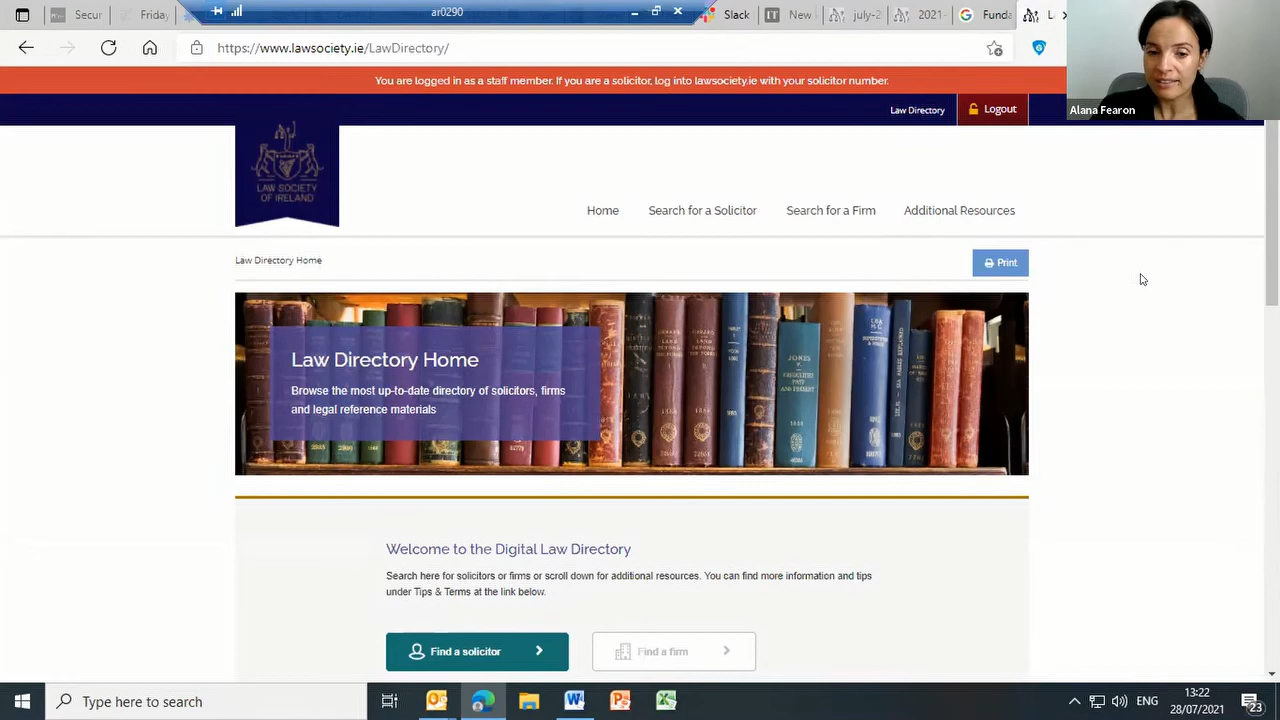 Secu
Friday
ar0290
Slack
New
july-2
2021-
Funda
https://www.lawsociety.ie/LawDirectory/
You are logged in as a staff member. If you are a solicitor, log into lawsociety.ie with your solicitor number.
Alana Fearon
Law Directory
Logout
LAW SOCIETY
OF IRELAND
Home
Search for a Solicitor
Search for a Firm
Additional Resources
Law Directory Home
Print
Law Directory Home
Browse the most up-to-date directory of solicitors, firms
and legal reference materials
JONES
Welcome to the Digital Law Directory
Search here for solicitors or firms or scroll down for additional resources. You can find more information and tips
under Tips & Terms at the link below.
Find a solicitor
Find a firm
Type here to search
ENG
13:22
28/07/2021
23